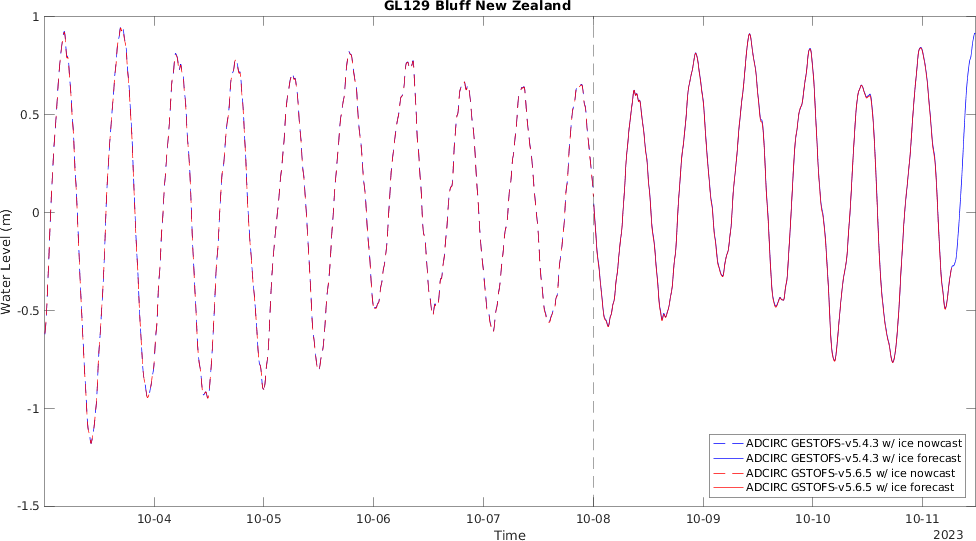 GL129 Bluff New Zealand
1
0.5
0
-0.5
-1
-1.5
Water Level (m)
ADCIRC GESTOFS-v5.4.3 w/ ice nowcast
ADCIRC GESTOFS-v5.4.3 w/ ice forecast
ADCIRC GSTOFS-v5.6.5 w/ ice nowcast
ADCIRC GSTOFS-v5.6.5 w/ ice forecast
10-04 10-05 10-06 10-07 10-08 10-09 10-10 10-11
Time
2023